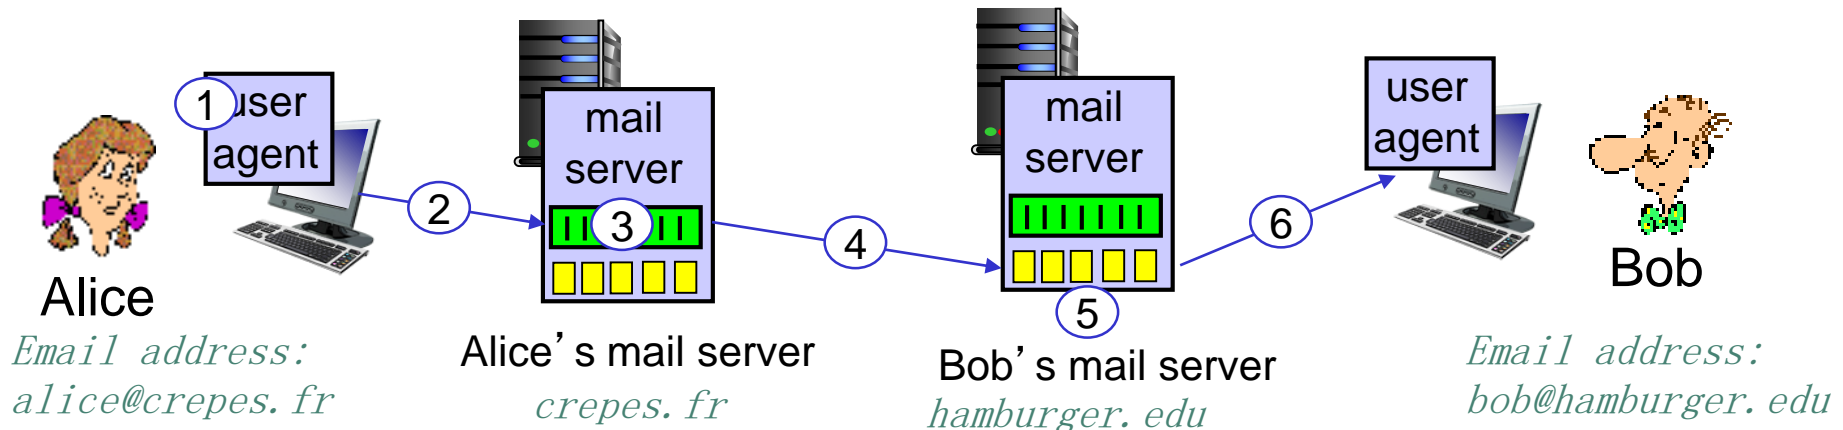 1
user
agent
2
mail
server
3
4
mail
server
5
6
user
agent
Alice
Email address:
alice@crepes.fr
Alice's mail server
crepes.fr
Bob's mail server
hamburger.edu
Bob
Email address:
bob@hamburger.edu